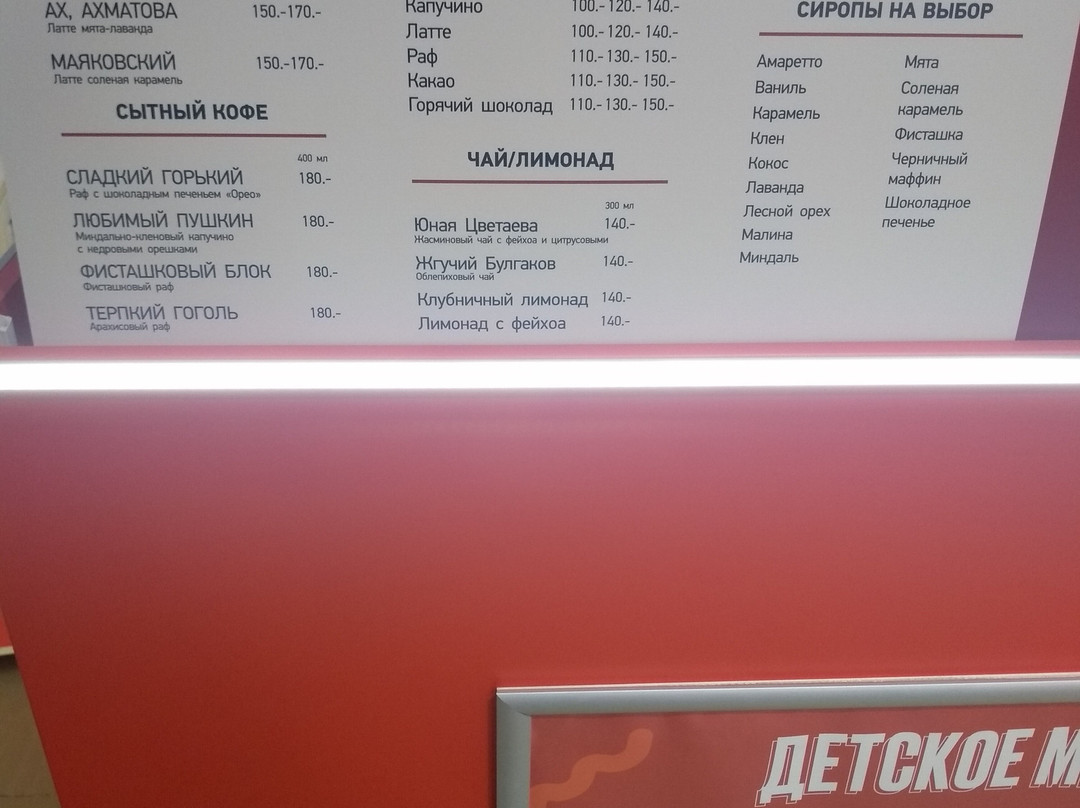 АХ, АХМАТОВА 150.-170.-
Латте мята-лаванда
МАЯКОВСКИЙ 155.-170.-
Латте соленая карамель
СЫТНЫЙ КОФЕ
400 мл
СЛАДКИЙ ГОРЬКИЙ 180.-
Раф с шоколадным печеньем «Орео»
ЛЮБИМЫЙ ПУШКИН 180.-
Миндально-кленовый капучино
с недровыми орешками
ФИСТАШКОВЫЙ БЛОК 180.-
Фисташковый раф
ТЕРПКИЙ ГОГОЛЬ 180.-
Арахисовый раф
Капучино 100.- 120.- 140.-
Латте 100.- 120.- 140.-
Раф 110.- 130.- 150.-
Какао 110.- 130.- 150.-
Горячий шоколад 110.- 130.- 150.-
ЧАЙ/ЛИМОНАД
300 мл
Юная Цветаева 140.-
Жасминовый чай с фейхоа и цитрусовыми
Жгучий Булгаков 140.-
Облепиховый чай
Клубничный лимонад 140.-
Лимонад с фейхоа 140.-
СИРОПЫ НА ВЫБОР
Амаретто
Ваниль
Карамель
Клен
Кокос
Лаванда
Лесной орех
Малина
Миндаль
Мята
Соленая
карамель
Фисташка
Черничный
маффин
Шоколадное
печенье
ДЕТСКОЕ М